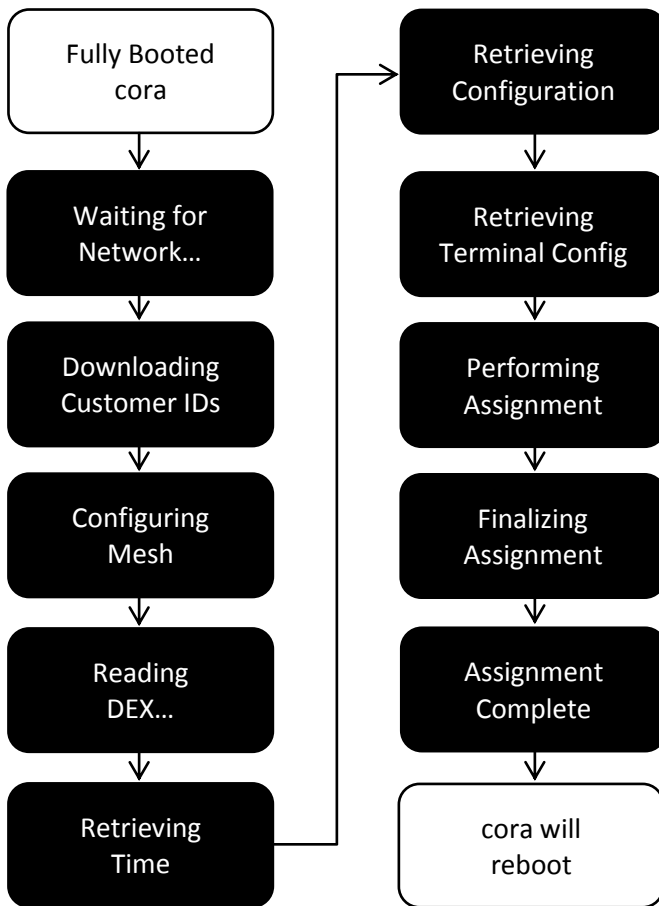 Fully Booted
cora
Waiting for
Network…
Downloading
Customer IDs
Configuring
Mesh
Reading
DEX…
Retrieving
Time
Retrieving
Configuration
Retrieving
Terminal Config
Performing
Assignment
Finalizing
Assignment
Assignment
Complete
cora will
reboot